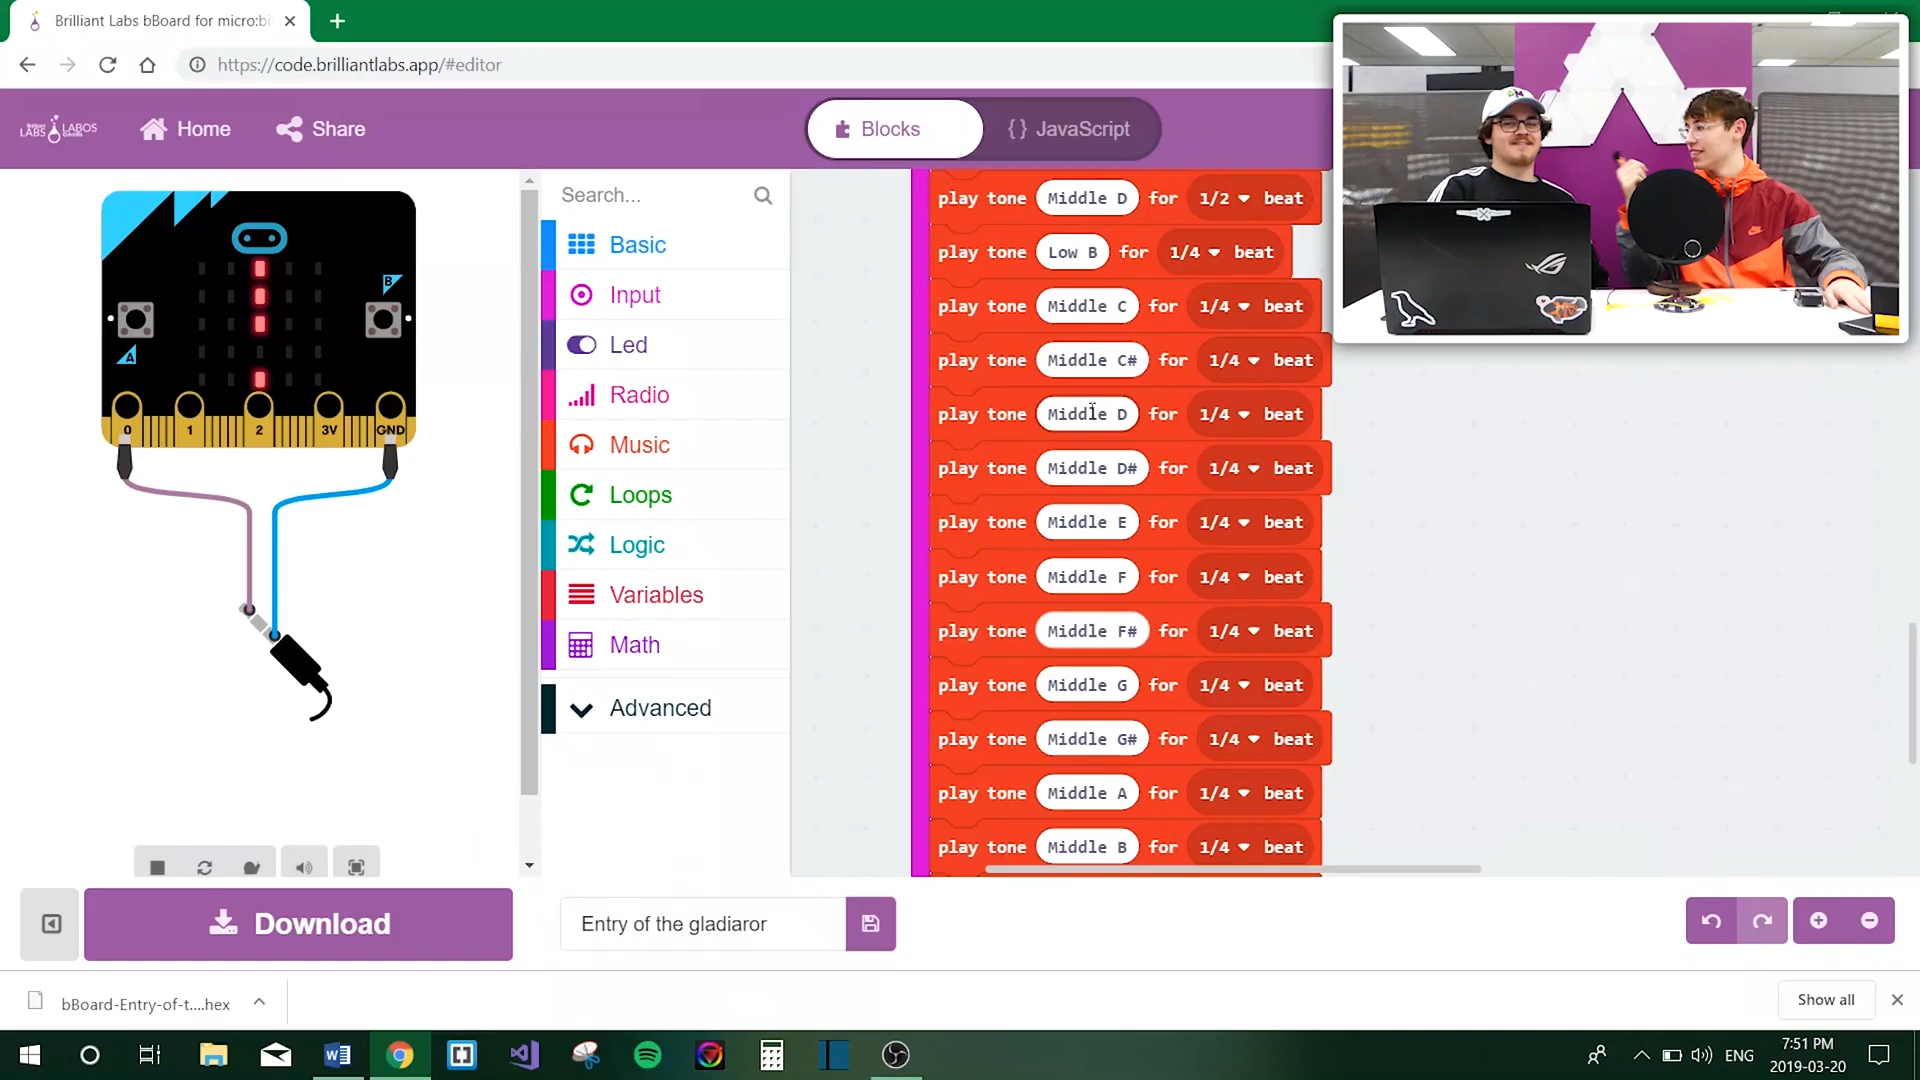 Brilliant Labs bBoard for micro:bi
https://code.brilliantlabs.app/#editor
LABS LABOS
Home
Share
Blocks
{} JavaScript
Search...
Basic
Input
Led
Radio
Music
Loops
Logic
Variables
Math
Advanced
B
A
0 1 2 3V GND
play tone Middle D for 1/2 beat
play tone Low B for 1/4 beat
play tone Middle C for 1/4 beat
play tone Middle C# for 1/4 beat
play tone Middle D for 1/4 beat
play tone Middle D# for 1/4 beat
play tone Middle E for 1/4 beat
play tone Middle F for 1/4 beat
play tone Middle F# for 1/4 beat
play tone Middle G for 1/4 beat
play tone Middle G# for 1/4 beat
play tone Middle A for 1/4 beat
play tone Middle B for 1/4 beat
Download
Entry of the gladiaror
bBoard-Entry-of-t....hex
Show all
ENG
7:51 PM
2019-03-20